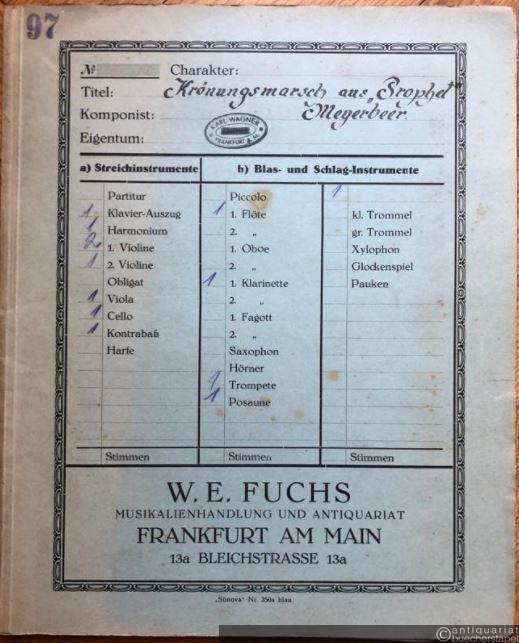 97
№ Charakter:
Titel: Krönungsmarsch aus „Prophet“
Komponist: Meyerbeer.
Eigentum: KARL WAGNER FRANKFURT A. M.
a) Streichinstrumente b) Blas- und Schlag-Instrumente
Partitur Piccolo 1
1 Klavier-Auszug 1 1. Flöte kl. Trommel
1 Harmonium 2. „ gr. Trommel
2 1. Violine 1. Oboe Xylophon
1 2. Violine 2. „ Glockenspiel
Obligat 1 1. Klarinette Pauken
1 Viola 2. „
1 Cello 1. Fagott
1 Kontrabaß 2. „
Harfe Saxophon
Hörner
1 Trompete
1 Posaune
Stimmen Stimmen Stimmen
W. E. FUCHS
MUSIKALIENHANDLUNG UND ANTIQUARIAT
FRANKFURT AM MAIN
13a BLEICHSTRASSE 13a
„Sünova“ Nr. 350a blau
antiquariat
buecherstapel